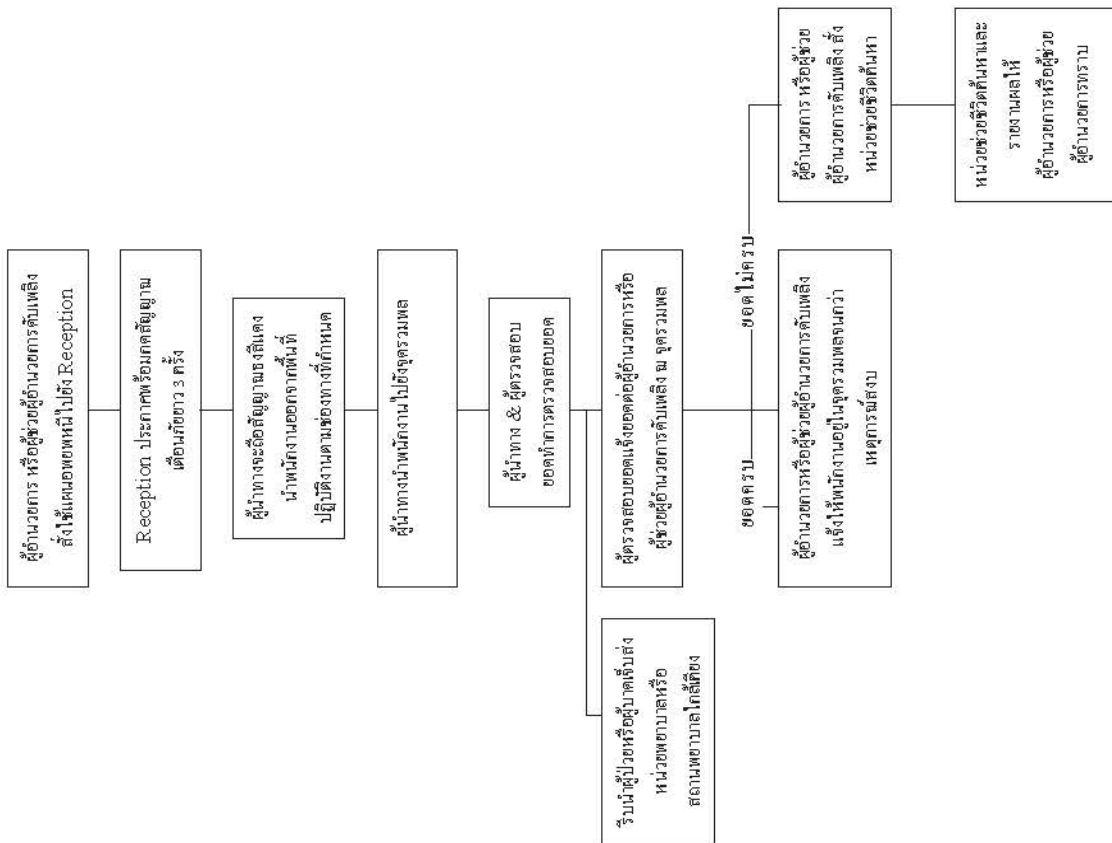 ผู้อำนวยการ หรือผู้ช่วยผู้อำนวยการดับเพลิง
สั่งใช้แผนอพยพหนีไปยัง Reception
Reception ประกาศพร้อมกดสัญญาณ
เตือนภัยยาว 3 ครั้ง
ผู้นำทางจะถือสัญญาณธงสีแดง
นำพนักงานออกจากพื้นที่
ปฏิบัติงานตามช่องทางที่กำหนด
ผู้นำทางนำพนักงานไปยังจุดรวมพล
ผู้นำทาง & ผู้ตรวจสอบ
ยอดทำการตรวจสอบยอด
รีบนำผู้ป่วยหรือผู้บาดเจ็บส่ง
หน่วยพยาบาลหรือ
สถานพยาบาลใกล้เคียง
ผู้ตรวจสอบยอดแจ้งยอดต่อผู้อำนวยการหรือ
ผู้ช่วยผู้อำนวยการดับเพลิง ณ จุดรวมพล
ยอดครบ
ยอดไม่ครบ
ผู้อำนวยการหรือผู้ช่วยผู้อำนวยการดับเพลิง
แจ้งให้พนักงานอยู่ในจุดรวมพลจนกว่า
เหตุการณ์สงบ
ผู้อำนวยการ หรือผู้ช่วย
ผู้อำนวยการดับเพลิง สั่ง
หน่วยช่วยชีวิตค้นหา
หน่วยช่วยชีวิตค้นหาและ
รายงานผลให้
ผู้อำนวยการหรือผู้ช่วย
ผู้อำนวยการทราบ